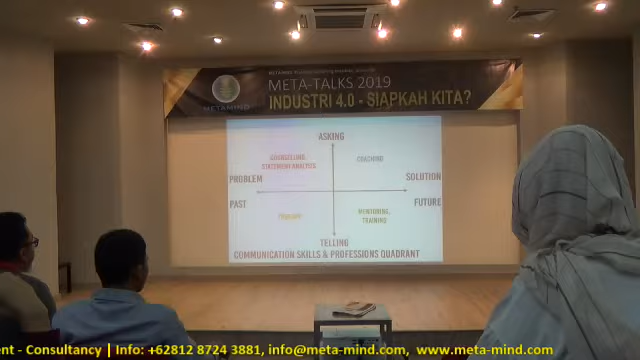 META-TALKS 2019
INDUSTRI 4.0 - SIAPKAH KITA?
METAMIND
ASKING
COUNSELLING
STATEMENT ANALYSIS
COACHING
PROBLEM
SOLUTION
PAST
FUTURE
MENTORING,
TRAINING
TELLING
COMMUNICATION SKILLS & PROFESSIONS QUADRANT
nt - Consultancy | Info: +62812 8724 3881, info@meta-mind.com, www.meta-mind.com